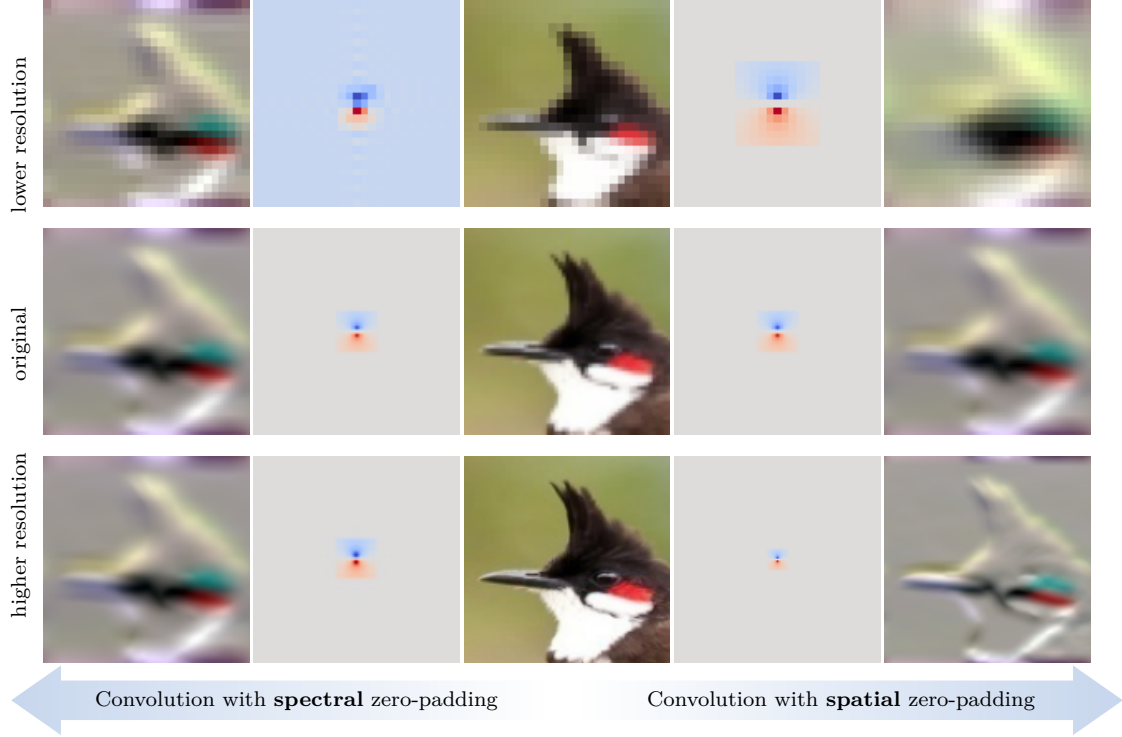 lower resolution
original
higher resolution
Convolution with spectral zero-padding
Convolution with spatial zero-padding